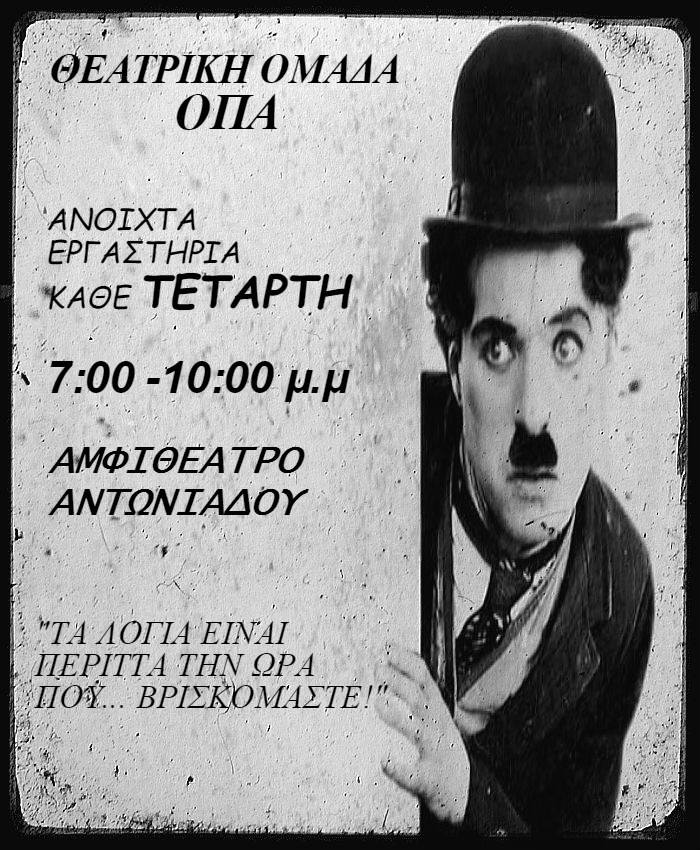 ΘΕΑΤΡΙΚΗ ΟΜΑΔΑ
ΟΠΑ
ΑΝΟΙΧΤΑ
ΕΡΓΑΣΤΗΡΙΑ
ΚΑΘΕ ΤΕΤΑΡΤΗ
7:00 -10:00 μ.μ
ΑΜΦΙΘΕΑΤΡΟ
ΑΝΤΩΝΙΑΔΟΥ
"ΤΑ ΛΟΓΙΑ ΕΙΝΑΙ
ΠΕΡΙΤΤΑ ΤΗΝ ΩΡΑ
ΠΟΥ... ΒΡΙΣΚΟΜΑΣΤΕ!"